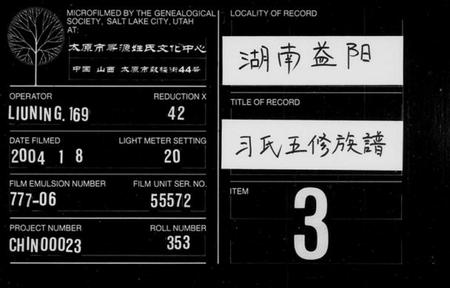 MICROFILMED BY THE GENEALOGICAL
SOCIETY, SALT LAKE CITY, UTAH
AT:
太原市寻源姓氏文化中心
中国 山西 太原市敦化街44号
OPERATOR
LIUNING.169
REDUCTION X
42
DATE FILMED
2004 1 8
LIGHT METER SETTING
20
FILM EMULSION NUMBER
777-06
FILM UNIT SER. NO.
55572
PROJECT NUMBER
CHIN00023
ROLL NUMBER
353
LOCALITY OF RECORD
湖南益阳
TITLE OF RECORD
习氏五修族譜
ITEM
3